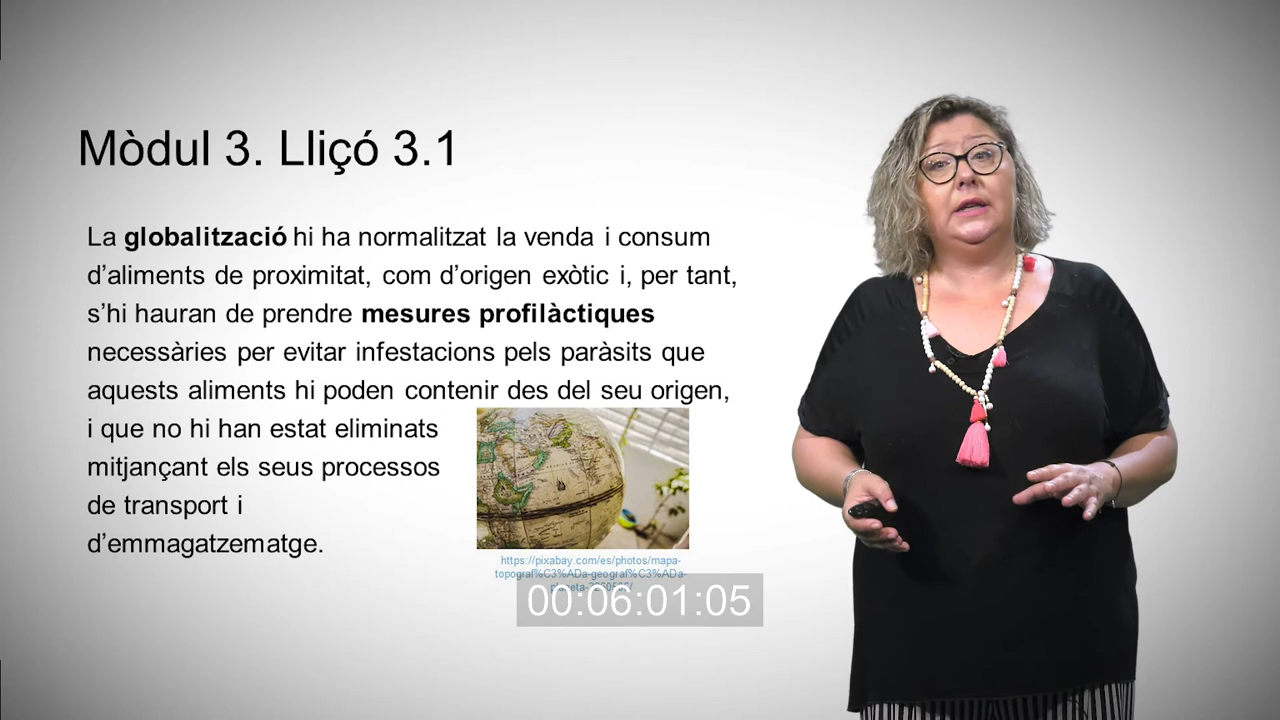 Mòdul 3. Lliçó 3.1
La globalització hi ha normalitzat la venda i consum
d’aliments de proximitat, com d’origen exòtic i, per tant,
s’hi hauran de prendre mesures profilàctiques
necessàries per evitar infestacions pels paràsits que
aquests aliments hi poden contenir des del seu origen,
i que no hi han estat eliminats
mitjançant els seus processos
de transport i
d’emmagatzematge.
https://pixabay.com/es/photos/mapa-
topograf%C3%ADa-geograf%C3%ADa-
00:06:01:05